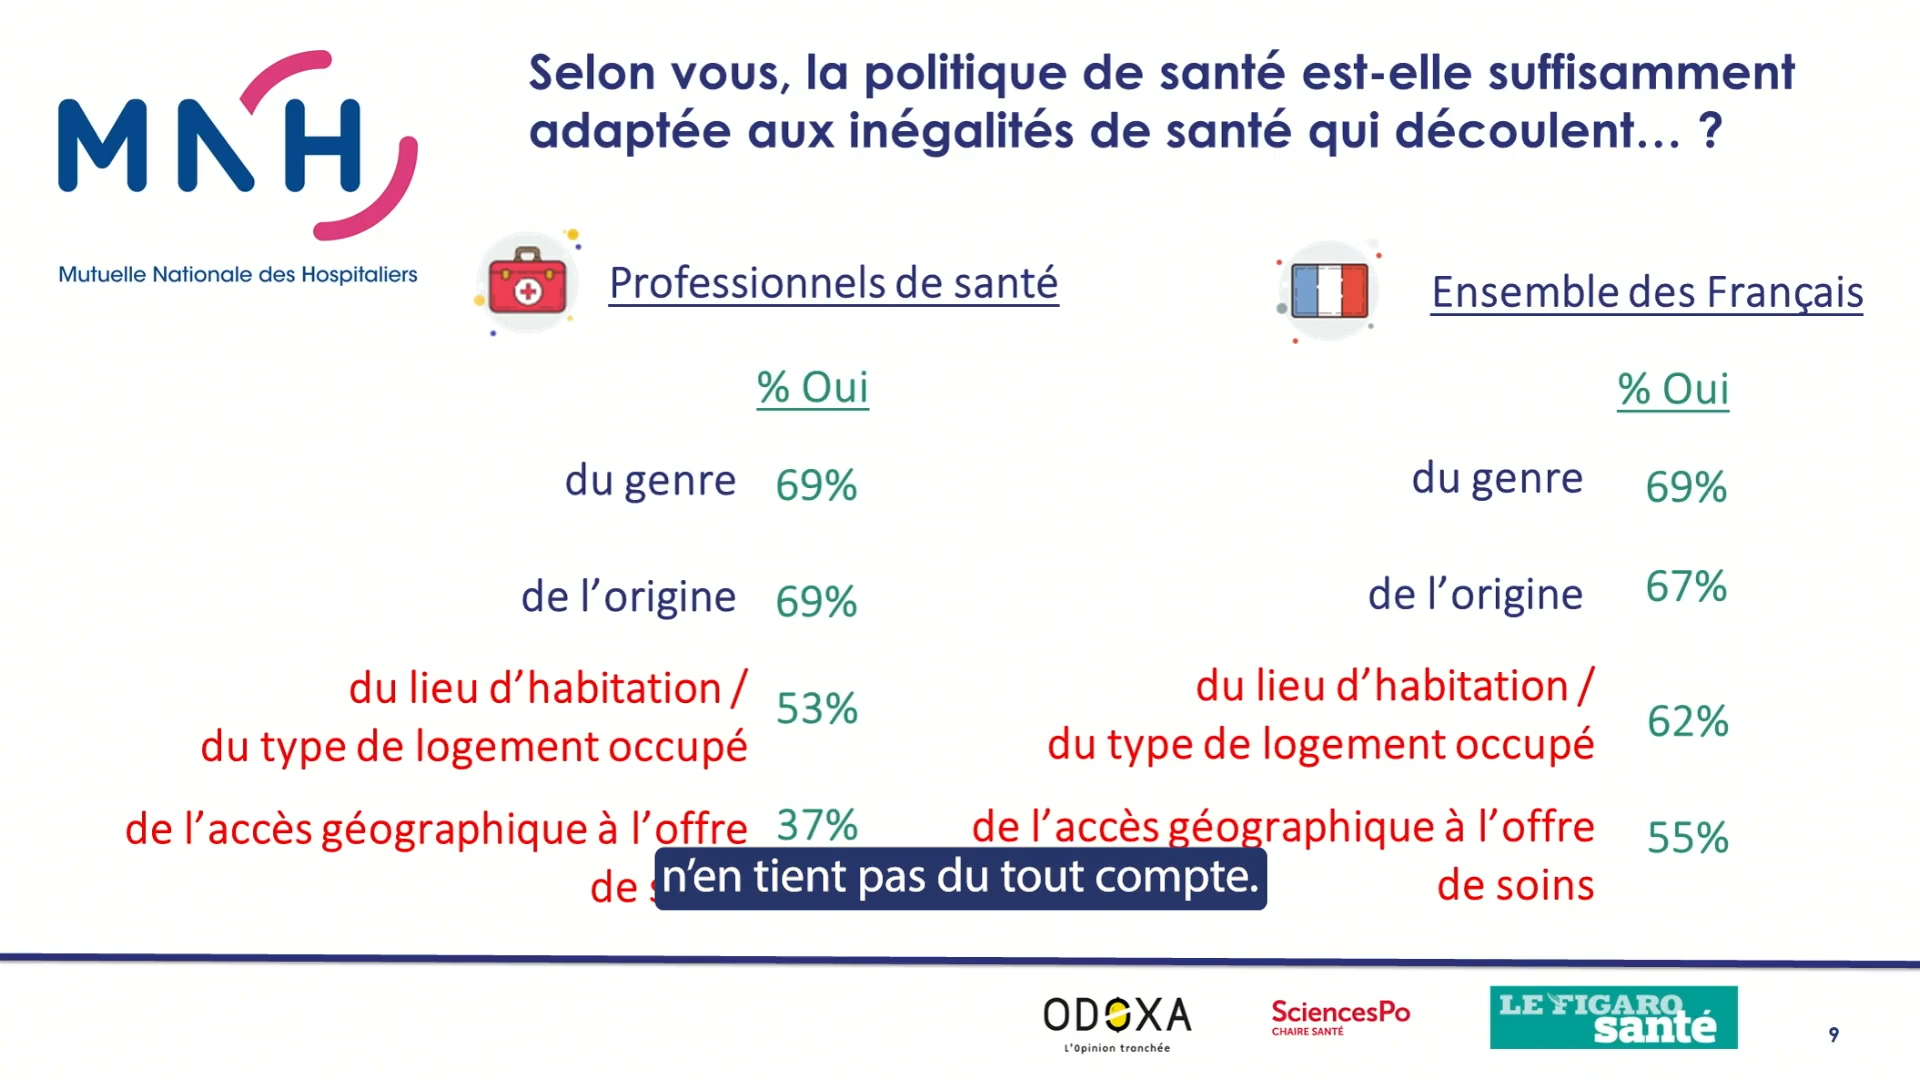 MNH
Mutuelle Nationale des Hospitaliers
Selon vous, la politique de santé est-elle suffisamment
adaptée aux inégalités de santé qui découlent... ?
Professionnels de santé
% Oui
du genre 69%
de l’origine 69%
du lieu d’habitation / 53%
du type de logement occupé
de l’accès géographique à l’offre 37%
de
Ensemble des Français
% Oui
du genre 69%
de l’origine 67%
du lieu d’habitation / 62%
du type de logement occupé
de l’accès géographique à l’offre 55%
de soins
n’en tient pas du tout compte.
ODOXA
L'Opinion tranchée
SciencesPo
CHAIRE SANTÉ
LE FIGARO
santé
9